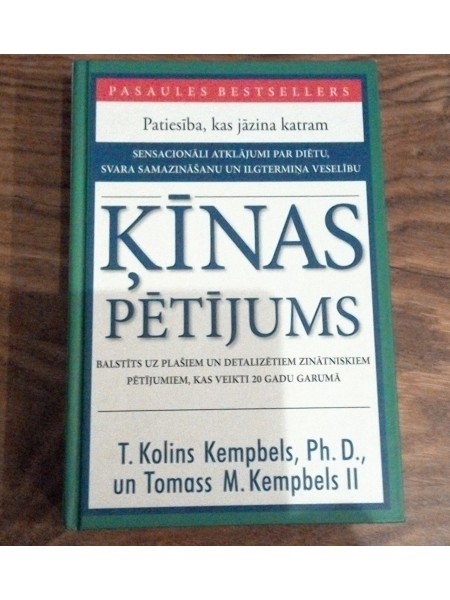 PASAULES BESTSELLERS
Patiesība, kas jāzina katram
SENSACIONĀLI ATKLĀJUMI PAR DIĒTU,
SVARA SAMAZINĀŠANU UN ILGTERMIŅA VESELĪBU
ĶĪNAS
PĒTĪJUMS
BALSTĪTS UZ PLAŠIEM UN DETALIZĒTIEM ZINĀTNISKIEM
PĒTĪJUMIEM, KAS VEIKTI 20 GADU GARUMĀ
T. Kolins Kempbels, Ph. D.,
un Tomass M. Kempbels II